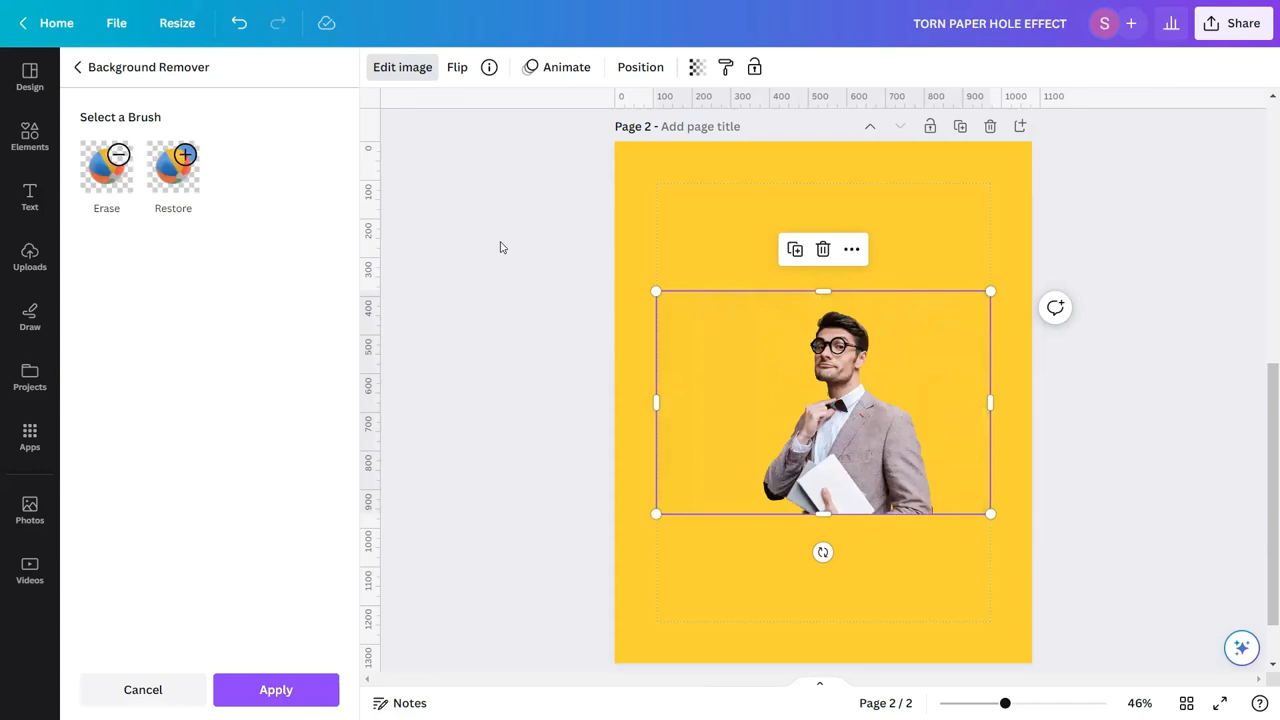 Home File Resize TORN PAPER HOLE EFFECT S Share
Background Remover Edit image Flip Animate Position
Design
Elements
Text
Uploads
Draw
Projects
Apps
Photos
Videos
Select a Brush
Erase Restore
Cancel Apply
0 100 200 300 400 500 600 700 800 900 1000 1100
Page 2 - Add page title
0
100
200
300
400
500
600
700
800
900
1000
1100
1200
1300
Notes Page 2 / 2 46%